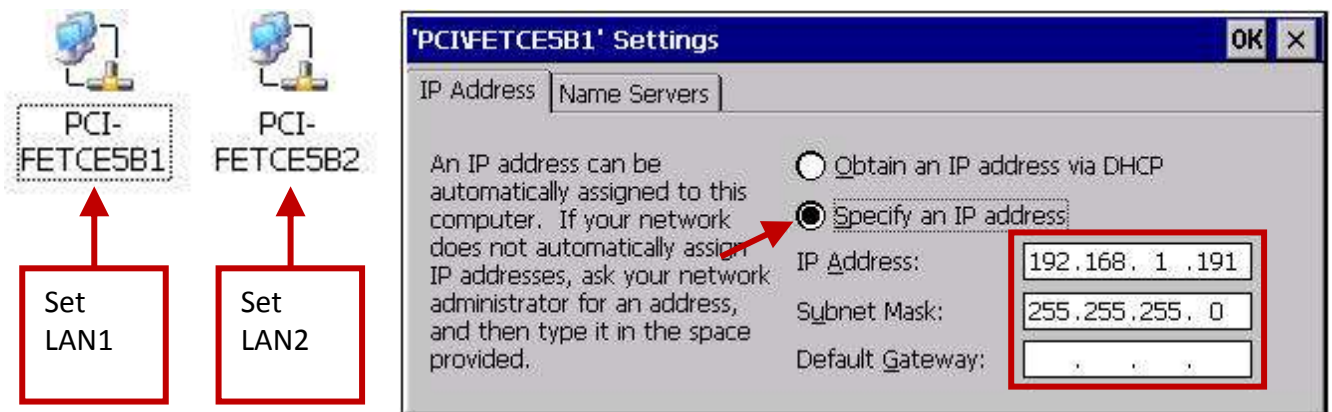 PCI-
FETCE5B1
PCI-
FETCE5B2
Set
LAN1
Set
LAN2
'PCI\FETCE5B1' Settings
OK ×
IP Address Name Servers
An IP address can be
automatically assigned to this
computer. If your network
does not automatically assign
IP addresses, ask your network
administrator for an address,
and then type it in the space
provided.
Obtain an IP address via DHCP
Specify an IP address
IP Address: 192.168. 1 .191
Subnet Mask: 255.255.255. 0
Default Gateway: . . .